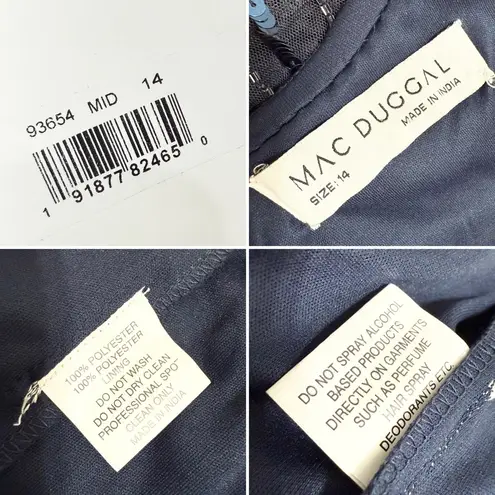 93654 MID 14
1 91877 82465 0
MAC DUGGAL
MADE IN INDIA
SIZE: 14
100% POLYESTER
100% POLYESTER
LINING
DO NOT WASH
DO NOT DRY CLEAN
PROFESSIONAL SPOT
CLEAN ONLY
MADE IN INDIA
DO NOT SPRAY ALCOHOL
BASED PRODUCTS
DIRECTLY ON GARMENTS
SUCH AS PERFUME
HAIR SPRAY
DEODORANTS ETC.